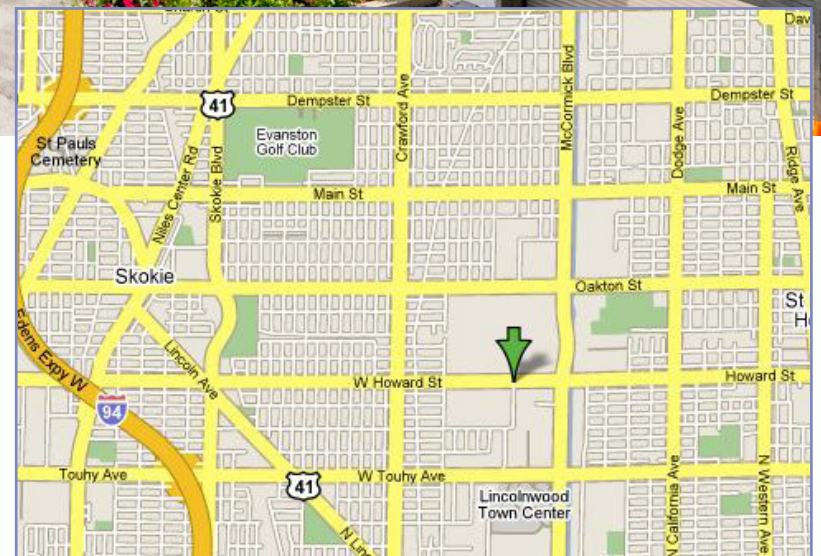 Church St
Dav
41
Dempster St
Dempster St
Crawford Ave
McCormick Blvd
Dodge Ave
Ridge Ave
St Pauls
Cemetery
Evanston
Golf Club
Niles Center Rd
Skokie Blvd
Main St
Main St
Skokie
Oakton St
St
H
Edens Expy W
94
Lincoln Ave
W Howard St
Howard St
Touhy Ave
41
W Touhy Ave
Lincolnwood
Town Center
N Linc
N California Ave
N Western Ave